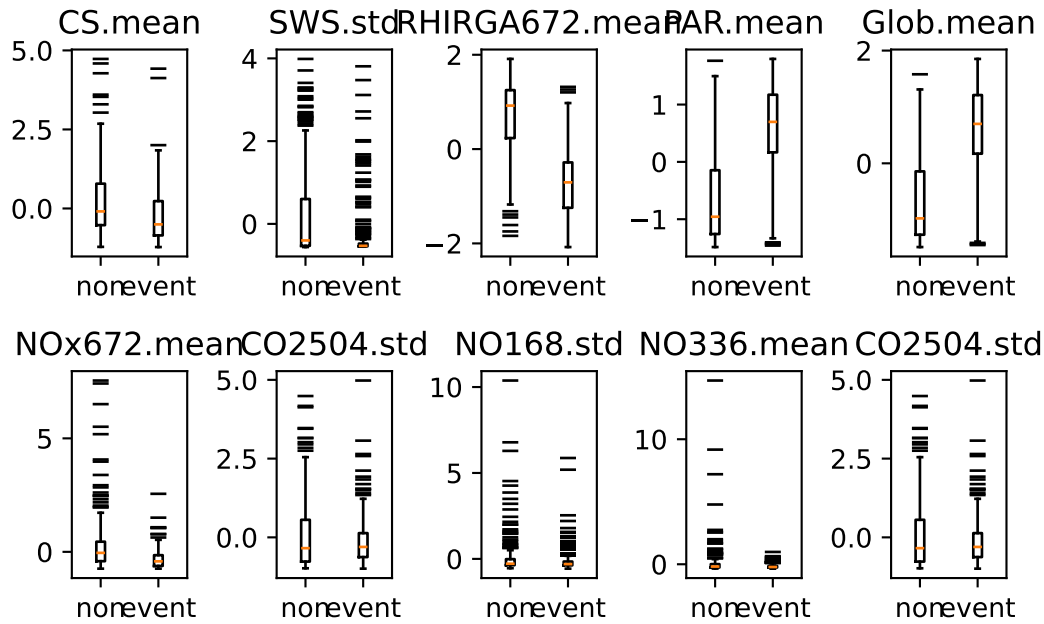 CS.mean SWS.std RHIRGA672.mean PAR.mean Glob.mean
5.0 2.5 0.0
4 2 0
2 0 −2
1 0 −1
2 0
non event non event non event non event non event
NOx672.mean CO2504.std NO168.std NO336.mean CO2504.std
5 0
5.0 2.5 0.0
10 5 0
10 0
5.0 2.5 0.0
non event non event non event non event non event